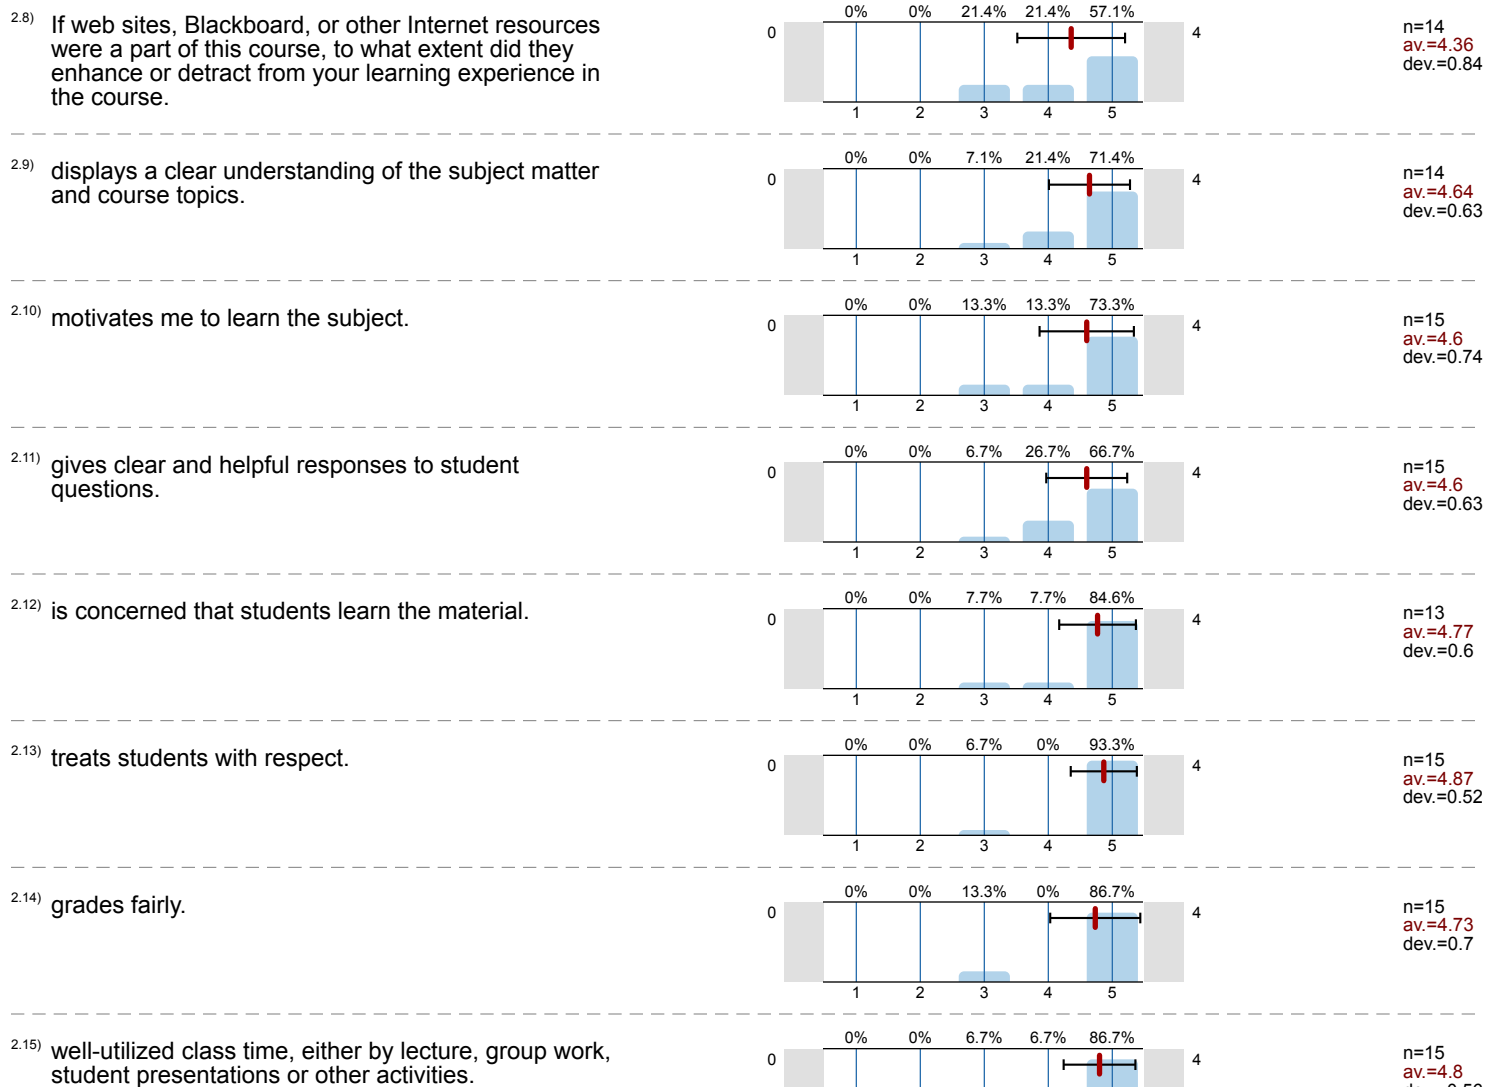 2.8) If web sites, Blackboard, or other Internet resources
were a part of this course, to what extent did they
enhance or detract from your learning experience in
the course.
0% 0% 21.4% 21.4% 57.1%
0 4
1 2 3 4 5
n=14
av.=4.36
dev.=0.84
2.9) displays a clear understanding of the subject matter
and course topics.
0% 0% 7.1% 21.4% 71.4%
0 4
1 2 3 4 5
n=14
av.=4.64
dev.=0.63
2.10) motivates me to learn the subject.
0% 0% 13.3% 13.3% 73.3%
0 4
1 2 3 4 5
n=15
av.=4.6
dev.=0.74
2.11) gives clear and helpful responses to student
questions.
0% 0% 6.7% 26.7% 66.7%
0 4
1 2 3 4 5
n=15
av.=4.6
dev.=0.63
2.12) is concerned that students learn the material.
0% 0% 7.7% 7.7% 84.6%
0 4
1 2 3 4 5
n=13
av.=4.77
dev.=0.6
2.13) treats students with respect.
0% 0% 6.7% 0% 93.3%
0 4
1 2 3 4 5
n=15
av.=4.87
dev.=0.52
2.14) grades fairly.
0% 0% 13.3% 0% 86.7%
0 4
1 2 3 4 5
n=15
av.=4.73
dev.=0.7
2.15) well-utilized class time, either by lecture, group work,
student presentations or other activities.
0% 0% 6.7% 6.7% 86.7%
0 4
n=15
av.=4.8